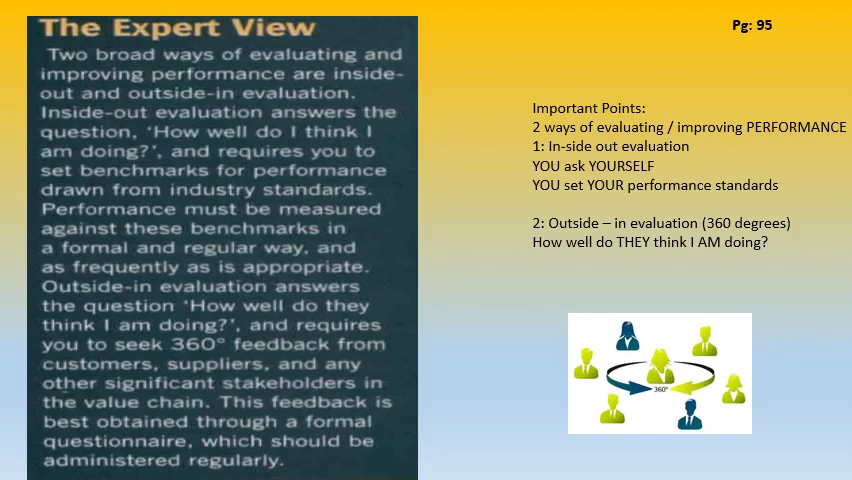 The Expert View
Two broad ways of evaluating and
improving performance are inside-
out and outside-in evaluation.
Inside-out evaluation answers the
question, ‘How well do I think I
am doing?’, and requires you to
set benchmarks for performance
drawn from industry standards.
Performance must be measured
against these benchmarks in
a formal and regular way, and
as frequently as is appropriate.
Outside-in evaluation answers
the question ‘How well do they
think I am doing?’, and requires
you to seek 360° feedback from
customers, suppliers, and any
other significant stakeholders in
the value chain. This feedback is
best obtained through a formal
questionnaire, which should be
administered regularly.
Pg: 95
Important Points:
2 ways of evaluating / improving PERFORMANCE
1: In-side out evaluation
YOU ask YOURSELF
YOU set YOUR performance standards
2: Outside – in evaluation (360 degrees)
How well do THEY think I AM doing?
360°